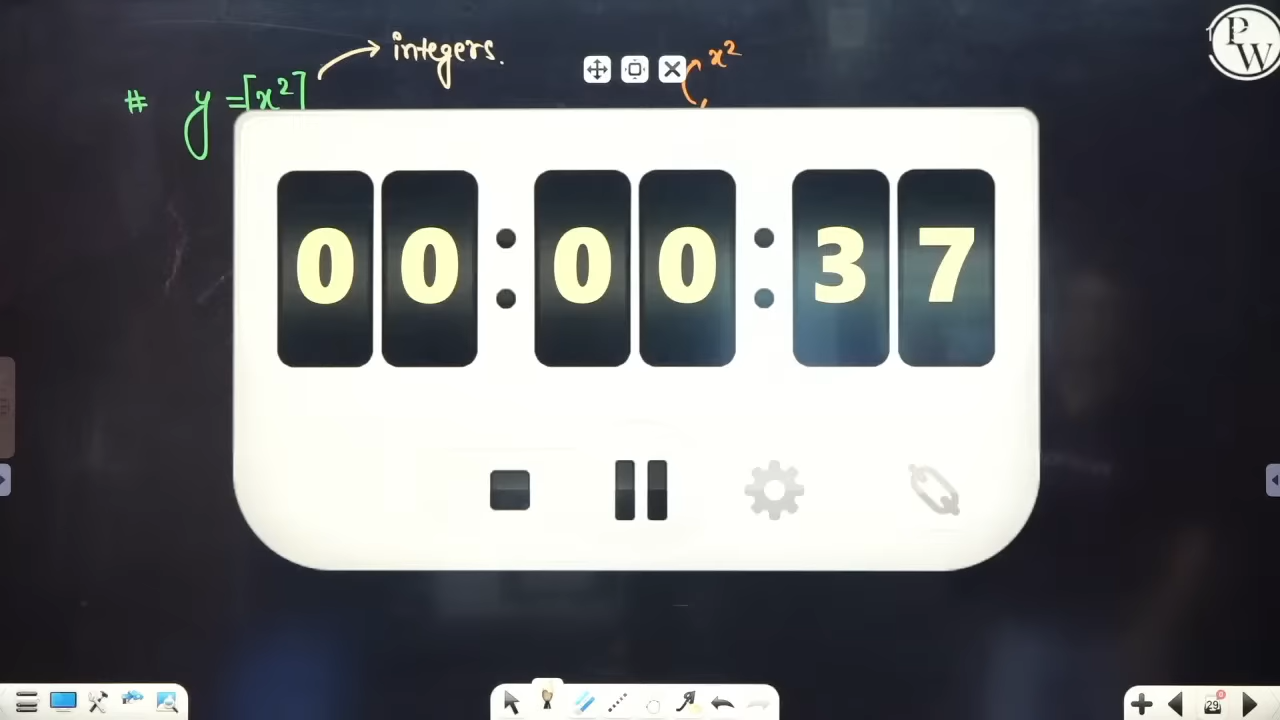 integers.
x²
# y = [x²]
00:00:37
PW
29